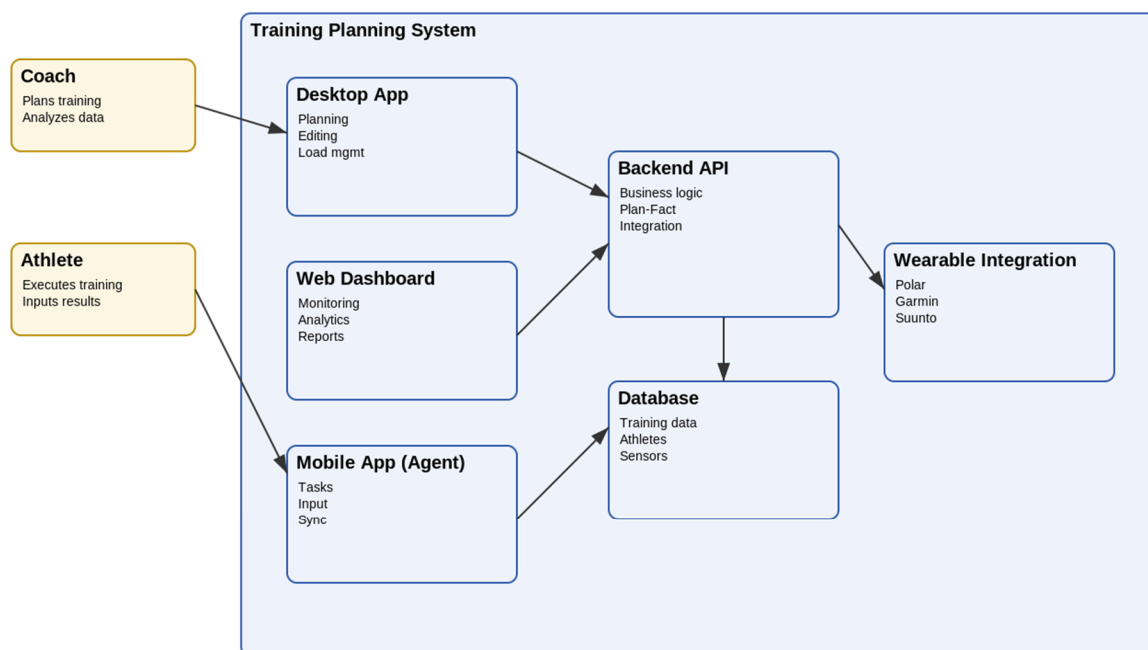 Training Planning System
Coach
Plans training
Analyzes data
Desktop App
Planning
Editing
Load mgmt
Backend API
Business logic
Plan-Fact
Integration
Athlete
Executes training
Inputs results
Web Dashboard
Monitoring
Analytics
Reports
Wearable Integration
Polar
Garmin
Suunto
Database
Training data
Athletes
Sensors
Mobile App (Agent)
Tasks
Input
Sync